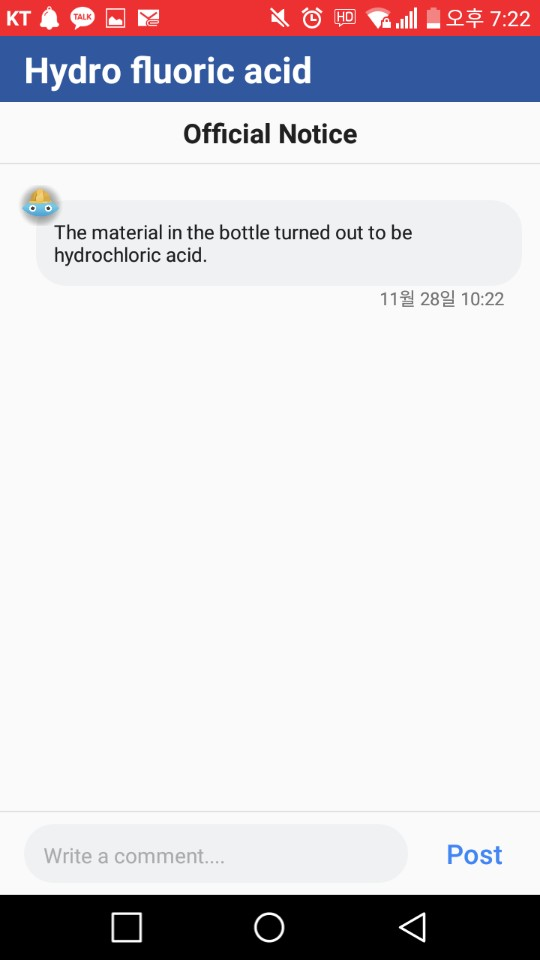 KT TALK HD 오후 7:22
Hydro fluoric acid
Official Notice
The material in the bottle turned out to be
hydrochloric acid.
11월 28일 10:22
Write a comment....
Post